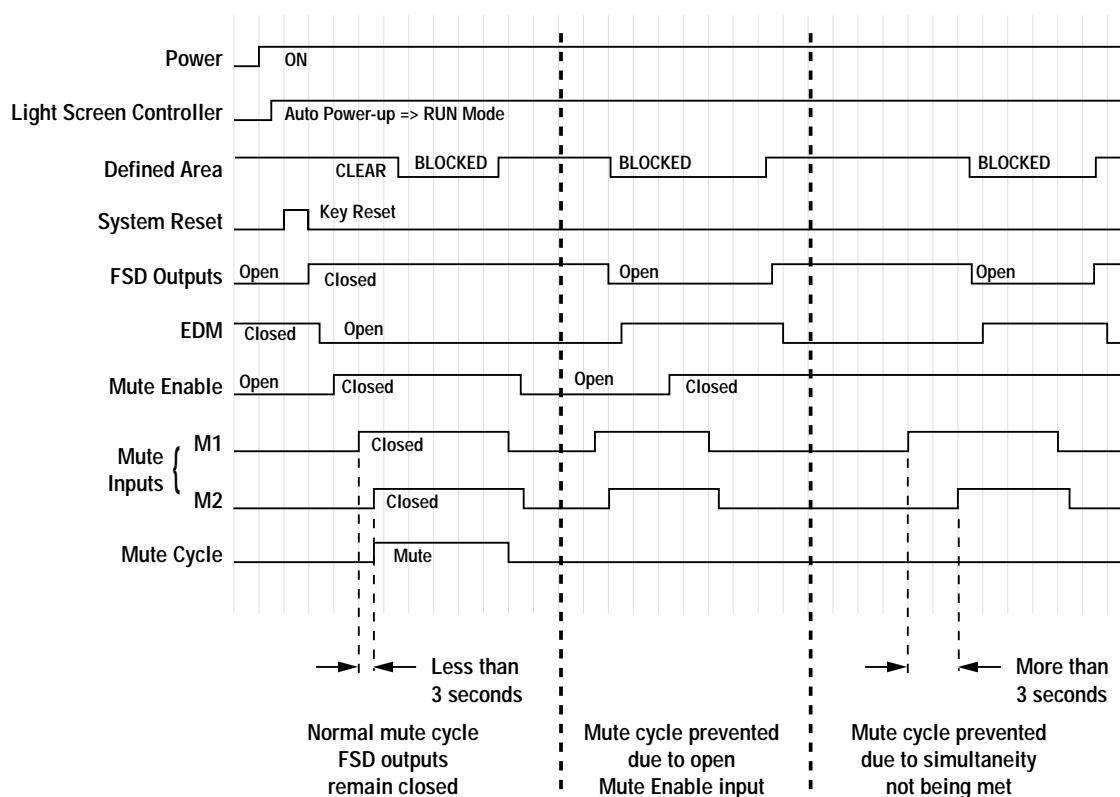 Power ON
Light Screen Controller Auto Power-up => RUN Mode
Defined Area CLEAR BLOCKED BLOCKED BLOCKED
System Reset Key Reset
FSD Outputs Open Closed Open Open
EDM Closed Open
Mute Enable Open Closed Open Closed
Mute Inputs
M1 Closed
M2 Closed
Mute Cycle Mute
Less than
3 seconds
More than
3 seconds
Normal mute cycle
FSD outputs
remain closed
Mute cycle prevented
due to open
Mute Enable input
Mute cycle prevented
due to simultaneity
not being met